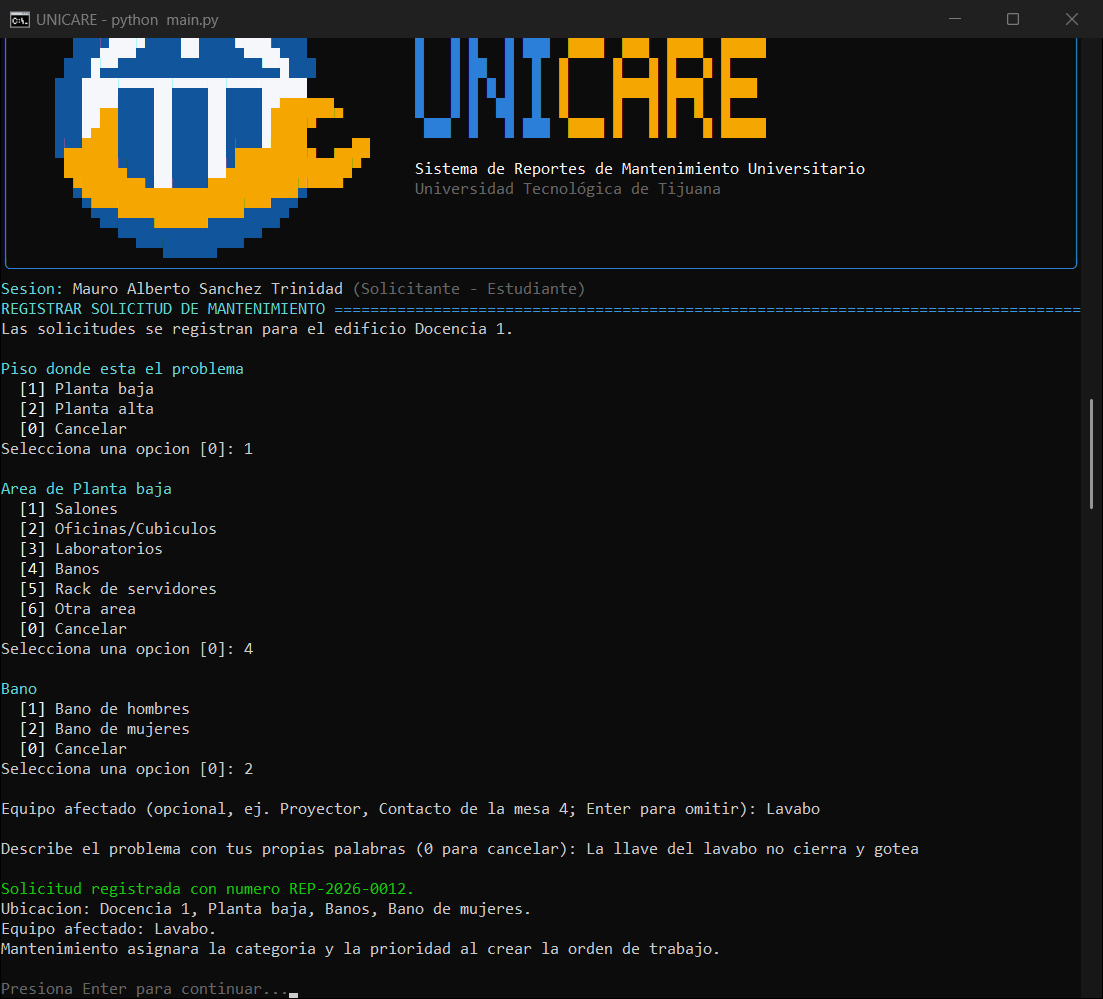 UNICARE - python  main.py
UNICARE
Sistema de Reportes de Mantenimiento Universitario
Universidad Tecnológica de Tijuana
Sesion: Mauro Alberto Sanchez Trinidad (Solicitante - Estudiante)
REGISTRAR SOLICITUD DE MANTENIMIENTO ===================================================================================
Las solicitudes se registran para el edificio Docencia 1.
Piso donde esta el problema
[1] Planta baja
[2] Planta alta
[0] Cancelar
Selecciona una opcion [0]: 1
Area de Planta baja
[1] Salones
[2] Oficinas/Cubiculos
[3] Laboratorios
[4] Banos
[5] Rack de servidores
[6] Otra area
[0] Cancelar
Selecciona una opcion [0]: 4
Bano
[1] Bano de hombres
[2] Bano de mujeres
[0] Cancelar
Selecciona una opcion [0]: 2
Equipo afectado (opcional, ej. Proyector, Contacto de la mesa 4; Enter para omitir): Lavabo
Describe el problema con tus propias palabras (0 para cancelar): La llave del lavabo no cierra y gotea
Solicitud registrada con numero REP-2026-0012.
Ubicacion: Docencia 1, Planta baja, Banos, Bano de mujeres.
Equipo afectado: Lavabo.
Mantenimiento asignara la categoria y la prioridad al crear la orden de trabajo.
Presiona Enter para continuar...